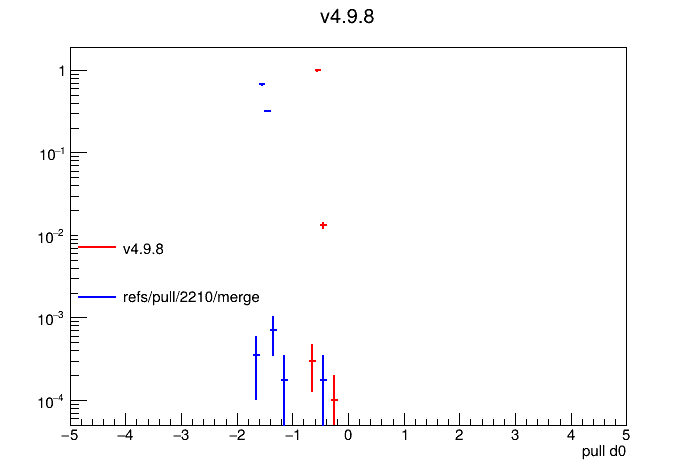 v4.9.8
1
10⁻¹
10⁻²
v4.9.8
refs/pull/2210/merge
10⁻³
10⁻⁴
−5 −4 −3 −2 −1 0 1 2 3 4 5
pull d0